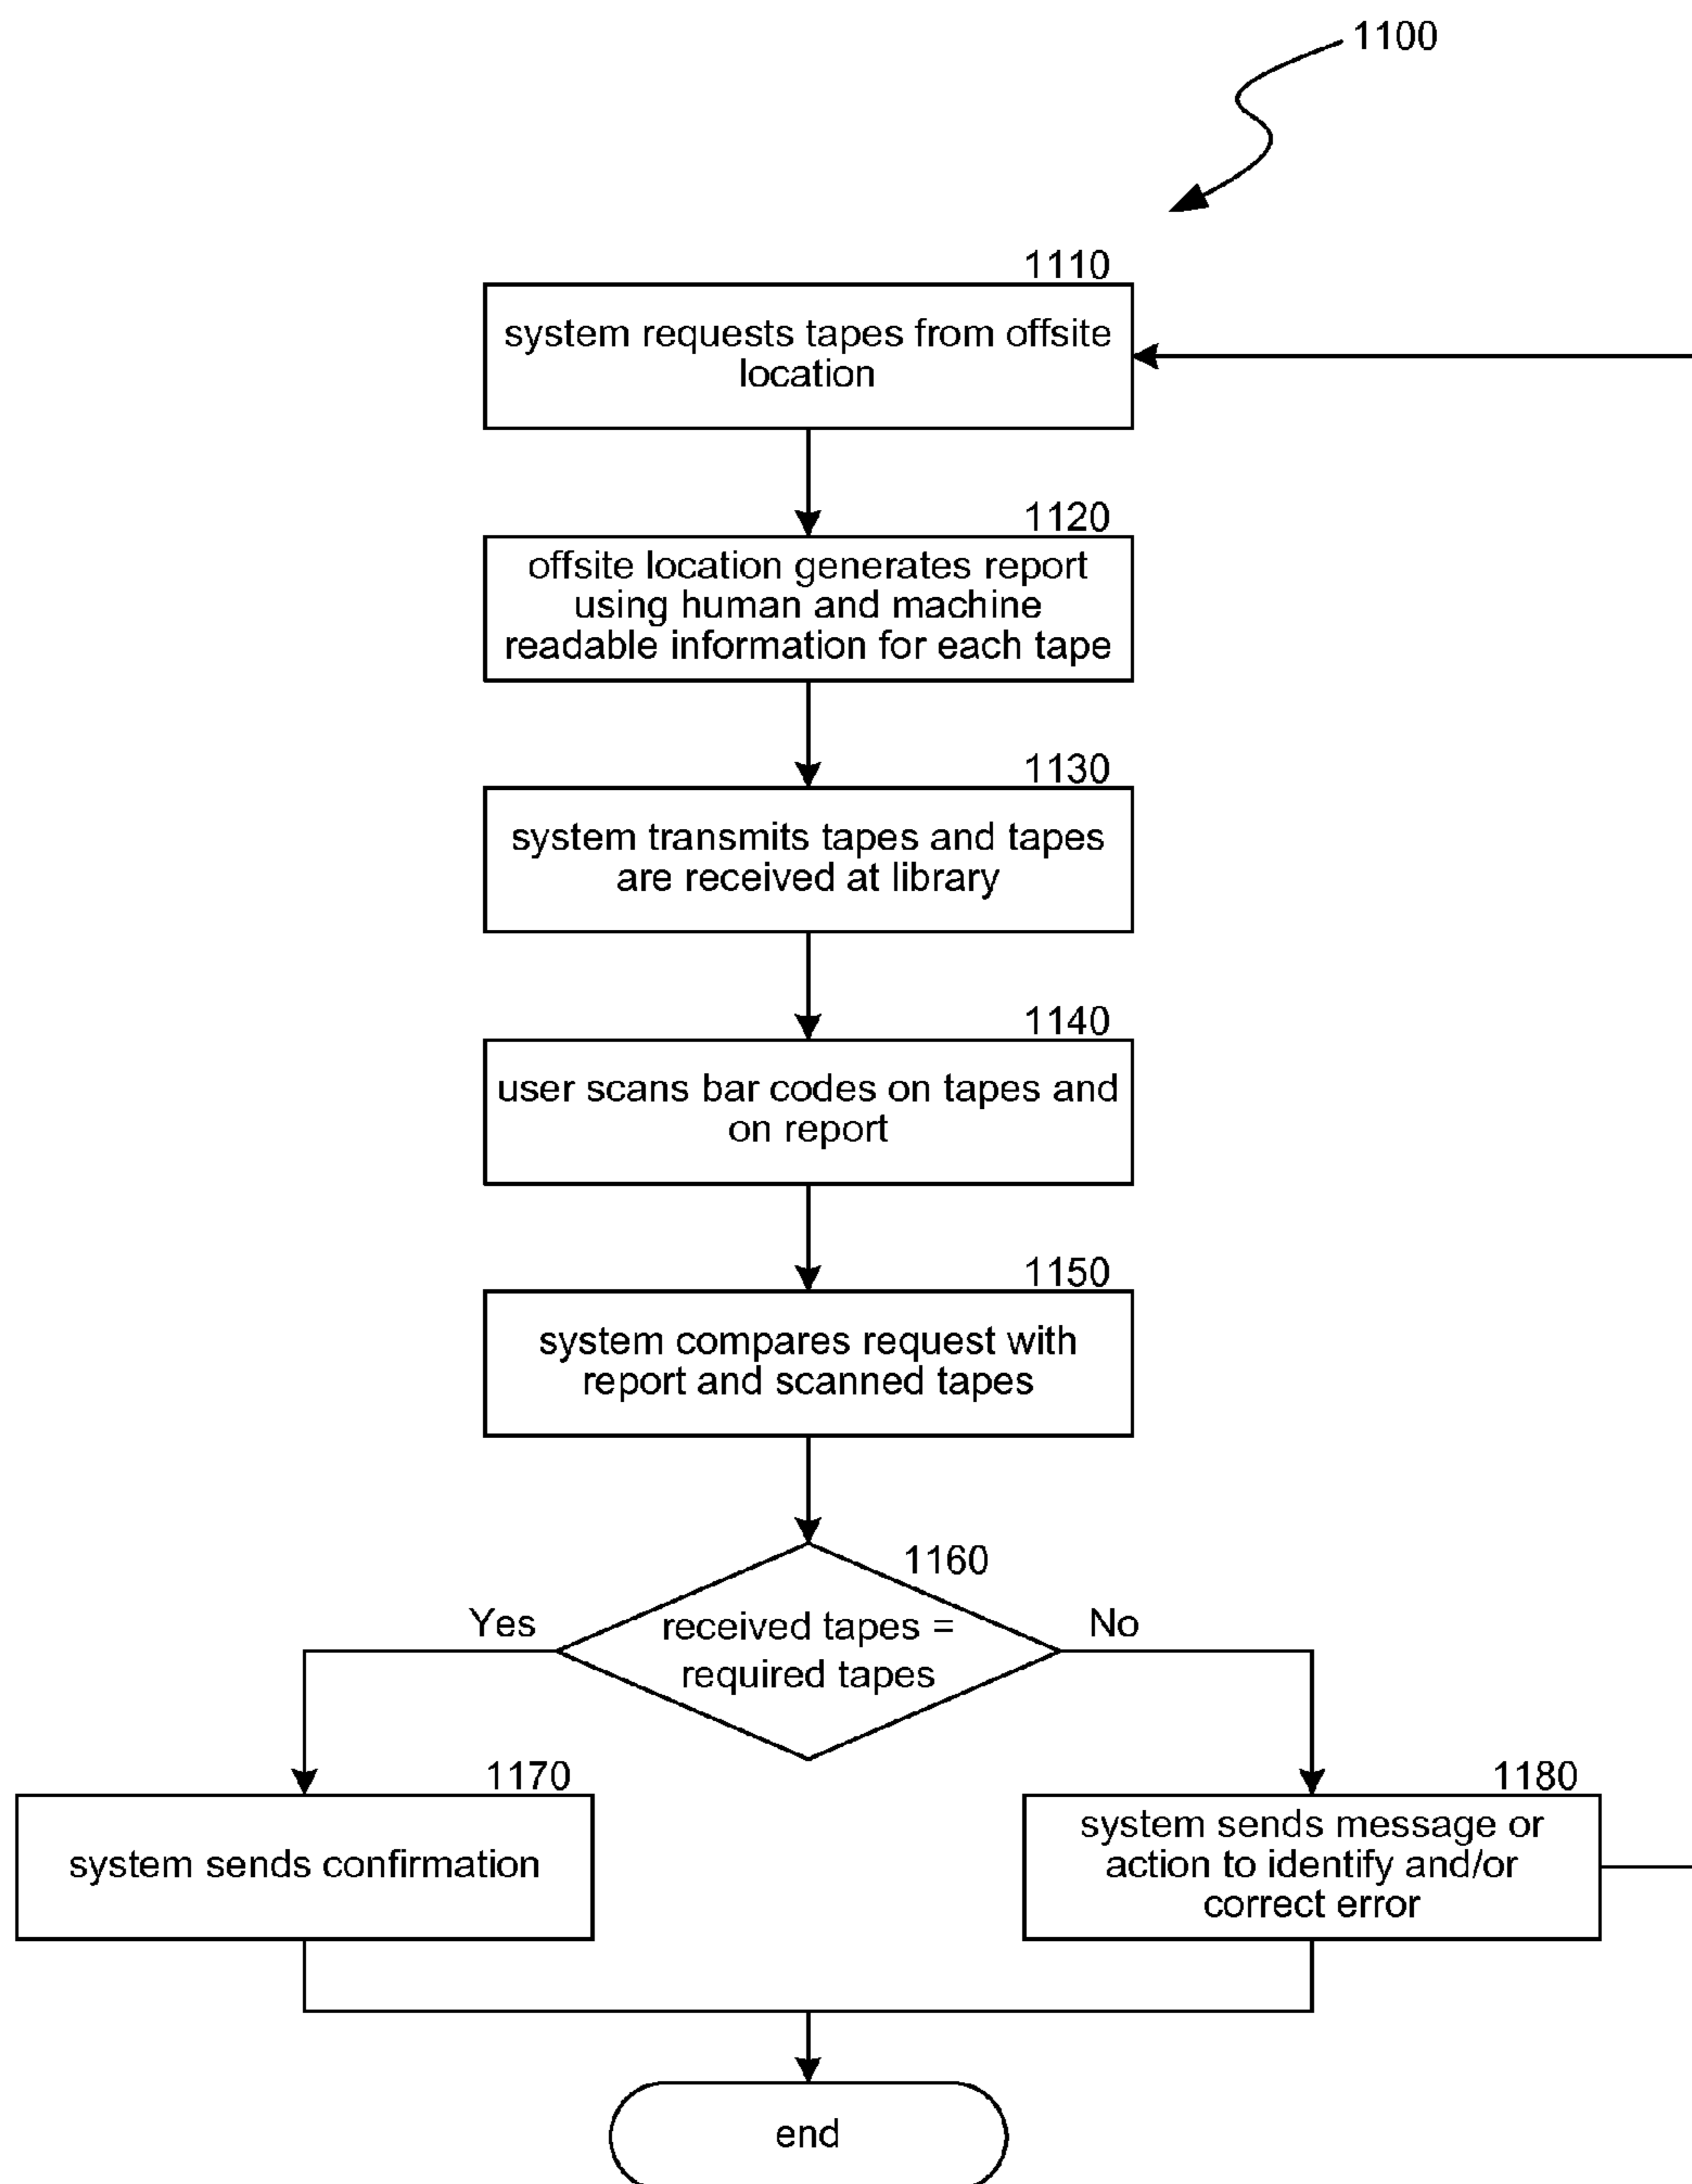 1100
1110
system requests tapes from offsite
location
1120
offsite location generates report
using human and machine
readable information for each tape
1130
system transmits tapes and tapes
are received at library
1140
user scans bar codes on tapes and
on report
1150
system compares request with
report and scanned tapes
1160
received tapes =
required tapes
Yes
No
1170
system sends confirmation
1180
system sends message or
action to identify and/or
correct error
end